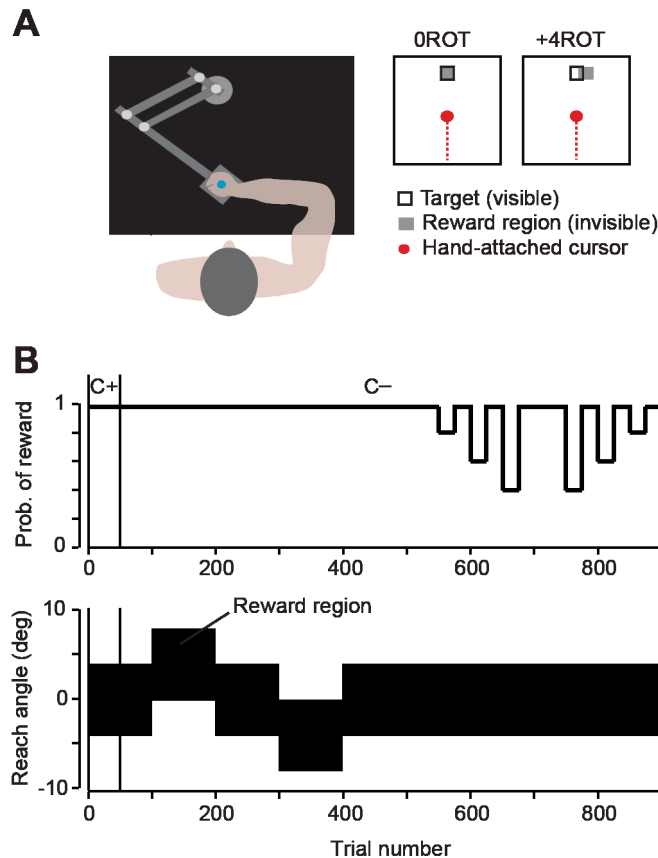 A
0ROT
+4ROT
Target (visible)
Reward region (invisible)
Hand-attached cursor
B
C+
C−
Prob. of reward
1
0
0
200
400
600
800
Reach angle (deg)
10
0
-10
Reward region
0
200
400
600
800
Trial number